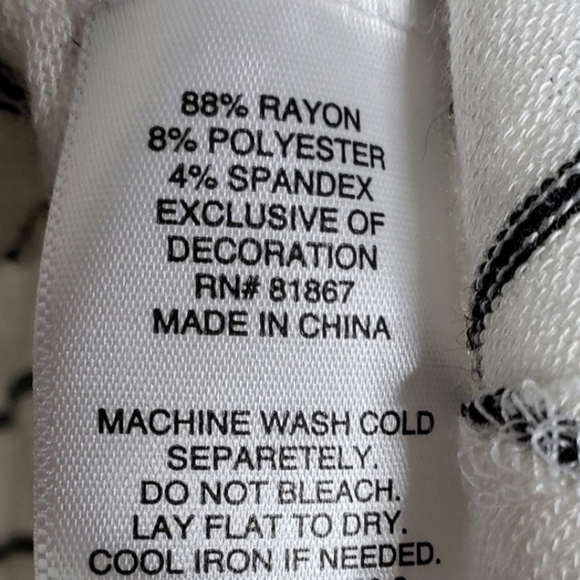 88% RAYON
8% POLYESTER
4% SPANDEX
EXCLUSIVE OF
DECORATION
RN# 81867
MADE IN CHINA
MACHINE WASH COLD
SEPARETELY.
DO NOT BLEACH.
LAY FLAT TO DRY.
COOL IRON IF NEEDED.